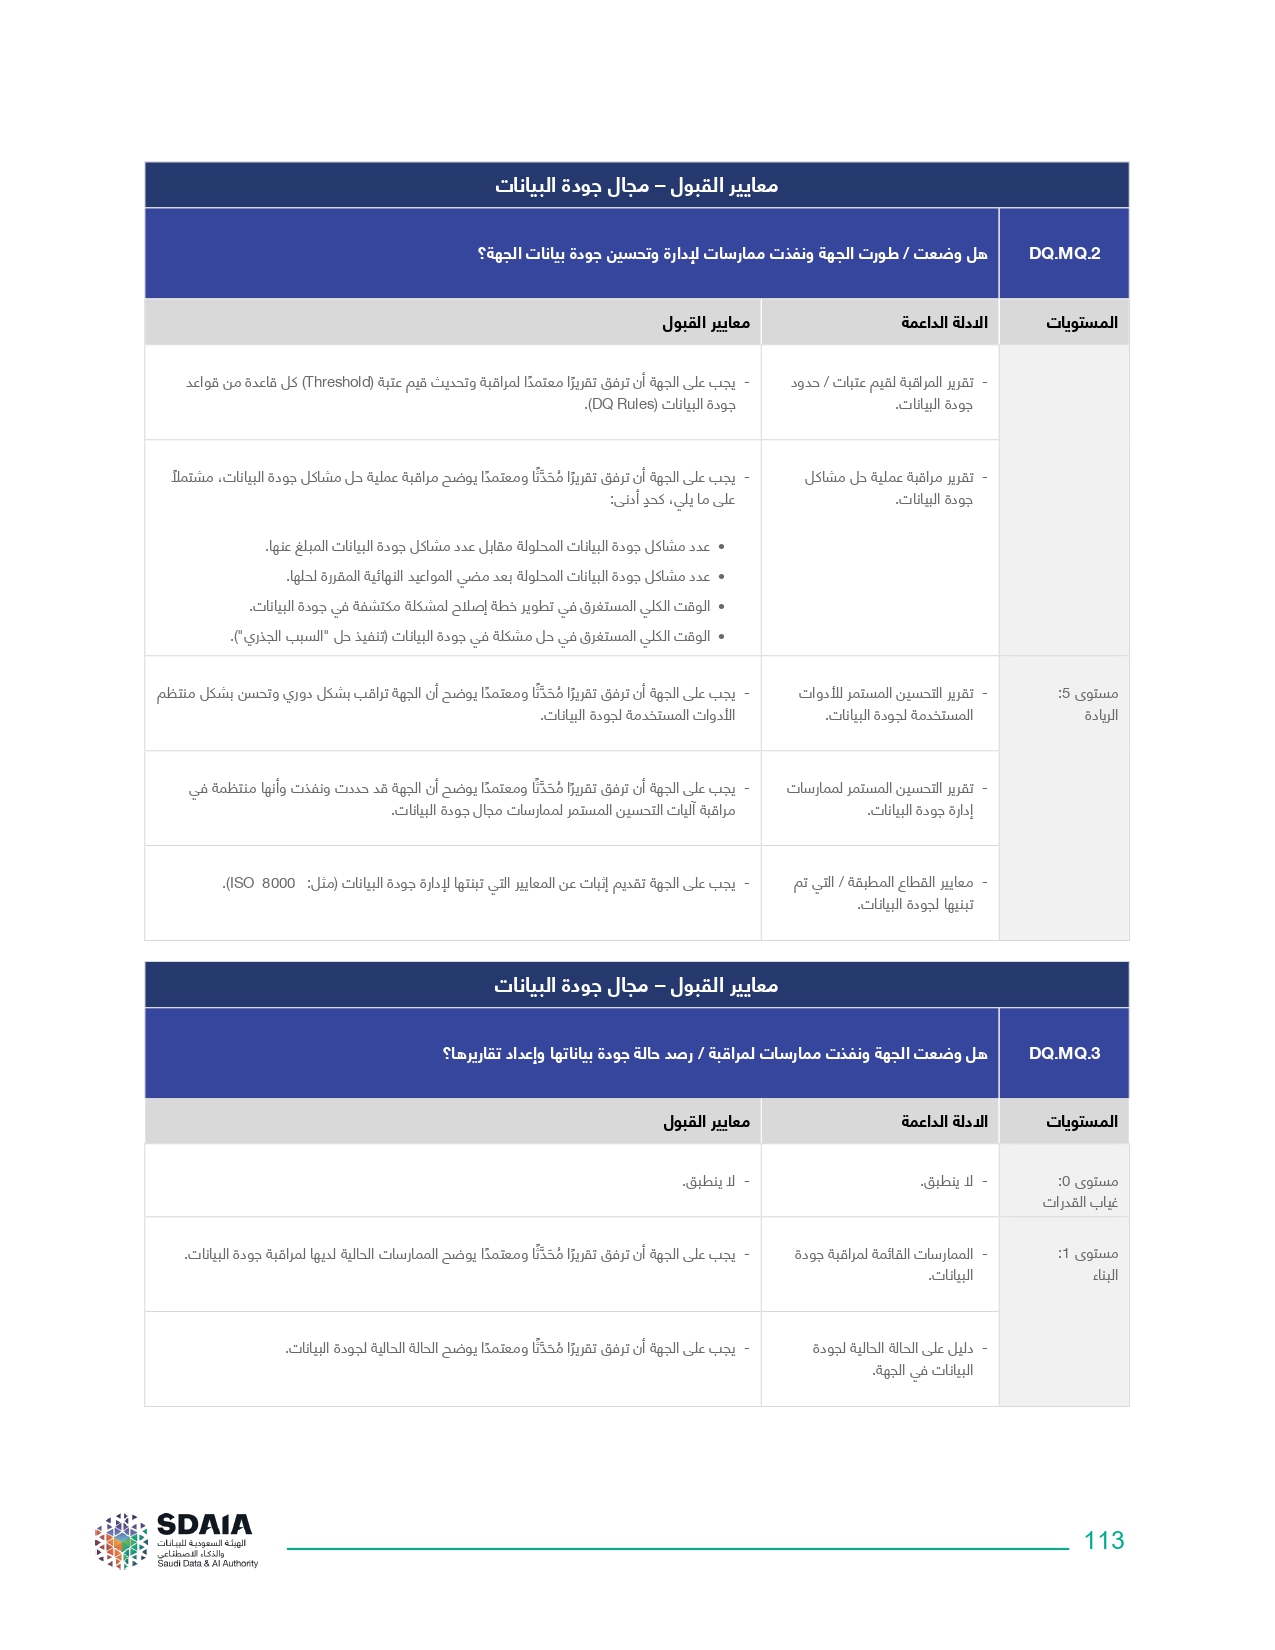 معايير القبول – مجال جودة البيانات
DQ.MQ.2
هل وضعت / طورت الجهة ونفذت ممارسات لإدارة وتحسين جودة بيانات الجهة؟
المستويات
الادلة الداعمة
معايير القبول
- تقرير المراقبة لقيم عتبات / حدود
جودة البيانات.
- يجب على الجهة أن ترفق تقريرًا معتمدًا لمراقبة وتحديث قيم عتبة (Threshold) كل قاعدة من قواعد
جودة البيانات (DQ Rules).
- تقرير مراقبة عملية حل مشاكل
جودة البيانات.
- يجب على الجهة أن ترفق تقريرًا مُحَدَّثًا ومعتمدًا يوضح مراقبة عملية حل مشاكل جودة البيانات، مشتملاً
على ما يلي، كحدٍ أدنى:
• عدد مشاكل جودة البيانات المحلولة مقابل عدد مشاكل جودة البيانات المبلغ عنها.
• عدد مشاكل جودة البيانات المحلولة بعد مضي المواعيد النهائية المقررة لحلها.
• الوقت الكلي المستغرق في تطوير خطة إصلاح لمشكلة مكتشفة في جودة البيانات.
• الوقت الكلي المستغرق في حل مشكلة في جودة البيانات (تنفيذ حل "السبب الجذري").
مستوى 5:
الريادة
- تقرير التحسين المستمر للأدوات
المستخدمة لجودة البيانات.
- يجب على الجهة أن ترفق تقريرًا مُحَدَّثًا ومعتمدًا يوضح أن الجهة تراقب بشكل دوري وتحسن بشكل منتظم
الأدوات المستخدمة لجودة البيانات.
- تقرير التحسين المستمر لممارسات
إدارة جودة البيانات.
- يجب على الجهة أن ترفق تقريرًا مُحَدَّثًا ومعتمدًا يوضح أن الجهة قد حددت ونفذت وأنها منتظمة في
مراقبة آليات التحسين المستمر لممارسات مجال جودة البيانات.
- معايير القطاع المطبقة / التي تم
تبنيها لجودة البيانات.
- يجب على الجهة تقديم إثبات عن المعايير التي تبنتها لإدارة جودة البيانات (مثل: ISO 8000).
معايير القبول – مجال جودة البيانات
DQ.MQ.3
هل وضعت الجهة ونفذت ممارسات لمراقبة / رصد حالة جودة بياناتها وإعداد تقاريرها؟
المستويات
الادلة الداعمة
معايير القبول
مستوى 0:
غياب القدرات
- لا ينطبق.
- لا ينطبق.
مستوى 1:
البناء
- الممارسات القائمة لمراقبة جودة
البيانات.
- يجب على الجهة أن ترفق تقريرًا مُحَدَّثًا ومعتمدًا يوضح الممارسات الحالية لديها لمراقبة جودة البيانات.
- دليل على الحالة الحالية لجودة
البيانات في الجهة.
- يجب على الجهة أن ترفق تقريرًا مُحَدَّثًا ومعتمدًا يوضح الحالة الحالية لجودة البيانات.
SDAIA
الهيئة السعودية للبيانات
والذكاء الاصطناعي
Saudi Data & AI Authority
113